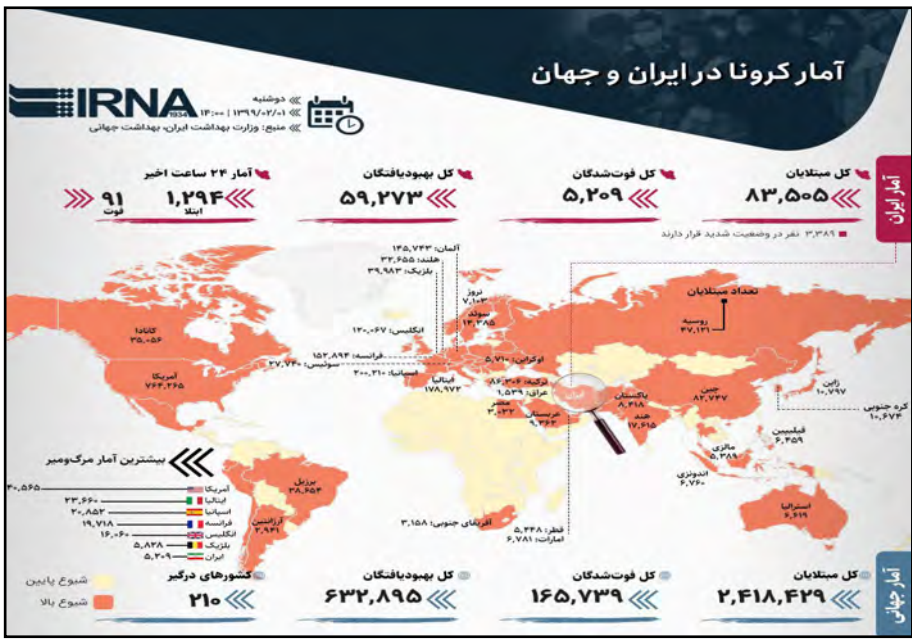 آمار کرونا در ایران و جهان
IRNA
1934
دوشنبه
۱۳۹۹/۰۲/۰۱ | ۱۴:۰۰
منبع: وزارت بهداشت ایران، بهداشت جهانی
آمار ایران
کل مبتلایان
۸۳,۵۰۵
کل فوت‌شدگان
۵,۲۰۹
کل بهبودیافتگان
۵۹,۲۷۳
آمار ۲۴ ساعت اخیر
۱,۲۹۴
ابتلا
۹۱
فوت
۳,۳۸۹ نفر در وضعیت شدید قرار دارند
تعداد مبتلایان
آلمان: ۱۴۵,۷۴۳
هلند: ۳۲,۶۵۵
بلژیک: ۳۹,۹۸۳
نروژ
۷,۱۰۳
سوئد
۱۴,۳۸۵
روسیه
۴۷,۱۲۱
کانادا
۳۵,۰۵۶
انگلیس: ۱۲۰,۰۶۷
فرانسه: ۱۵۲,۸۹۴
سوئیس: ۲۷,۷۴۰
اوکراین: ۵,۷۱۰
اسپانیا: ۲۰۰,۲۱۰
آمریکا
۷۶۴,۲۶۵
ایتالیا
۱۷۸,۹۷۲
ترکیه: ۸۶,۳۰۶
عراق: ۱,۵۳۹
ایران
چین
۸۲,۷۴۷
ژاپن
۱۰,۷۹۷
پاکستان
۸,۴۱۸
مصر
۳,۰۳۲
عربستان
۹,۳۶۲
هند
۱۷,۶۱۵
کره جنوبی
۱۰,۶۷۴
فیلیپین
۶,۴۵۹
مالزی
۵,۳۸۹
اندونزی
۶,۷۶۰
برزیل
۳۸,۶۵۴
استرالیا
۶,۶۱۹
آرژانتین
۲,۹۴۱
آفریقای جنوبی: ۳,۱۵۸
قطر: ۵,۴۴۸
امارات: ۶,۷۸۱
بیشترین آمار مرگ‌ومیر
آمریکا ۴۰,۵۶۵
ایتالیا ۲۳,۶۶۰
اسپانیا ۲۰,۸۵۲
فرانسه ۱۹,۷۱۸
انگلیس ۱۶,۰۶۰
بلژیک ۵,۸۲۸
ایران ۵,۲۰۹
شیوع پایین
شیوع بالا
آمار جهانی
کل مبتلایان
۲,۴۱۸,۴۲۹
کل فوت‌شدگان
۱۶۵,۷۳۹
کل بهبودیافتگان
۶۳۲,۸۹۵
کشورهای درگیر
۲۱۰